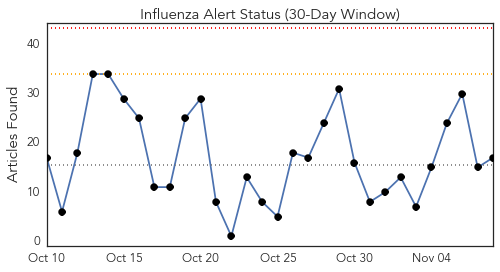 Influenza Alert Status (30-Day Window)
Articles Found
40
30
20
10
0
Oct 10 Oct 15 Oct 20 Oct 25 Oct 30 Nov 04